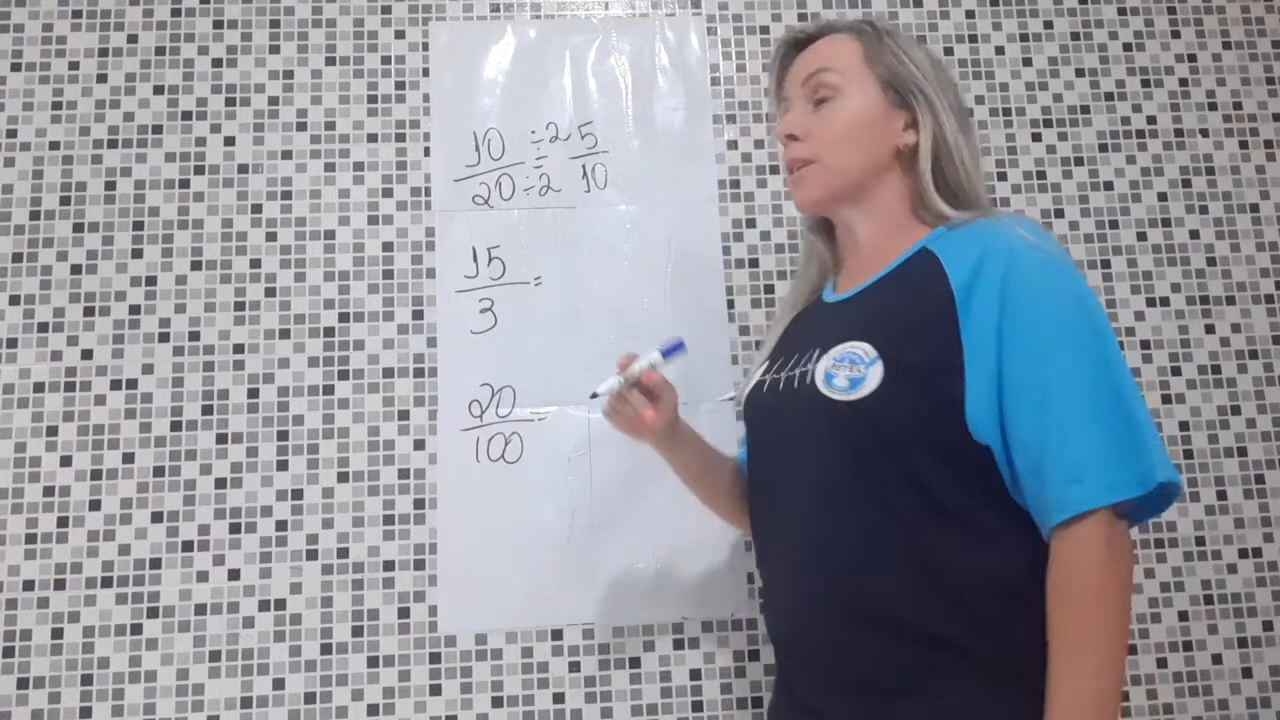 10 ÷2 5
— = —
20 ÷2 10
15
— =
3
20
— =
100